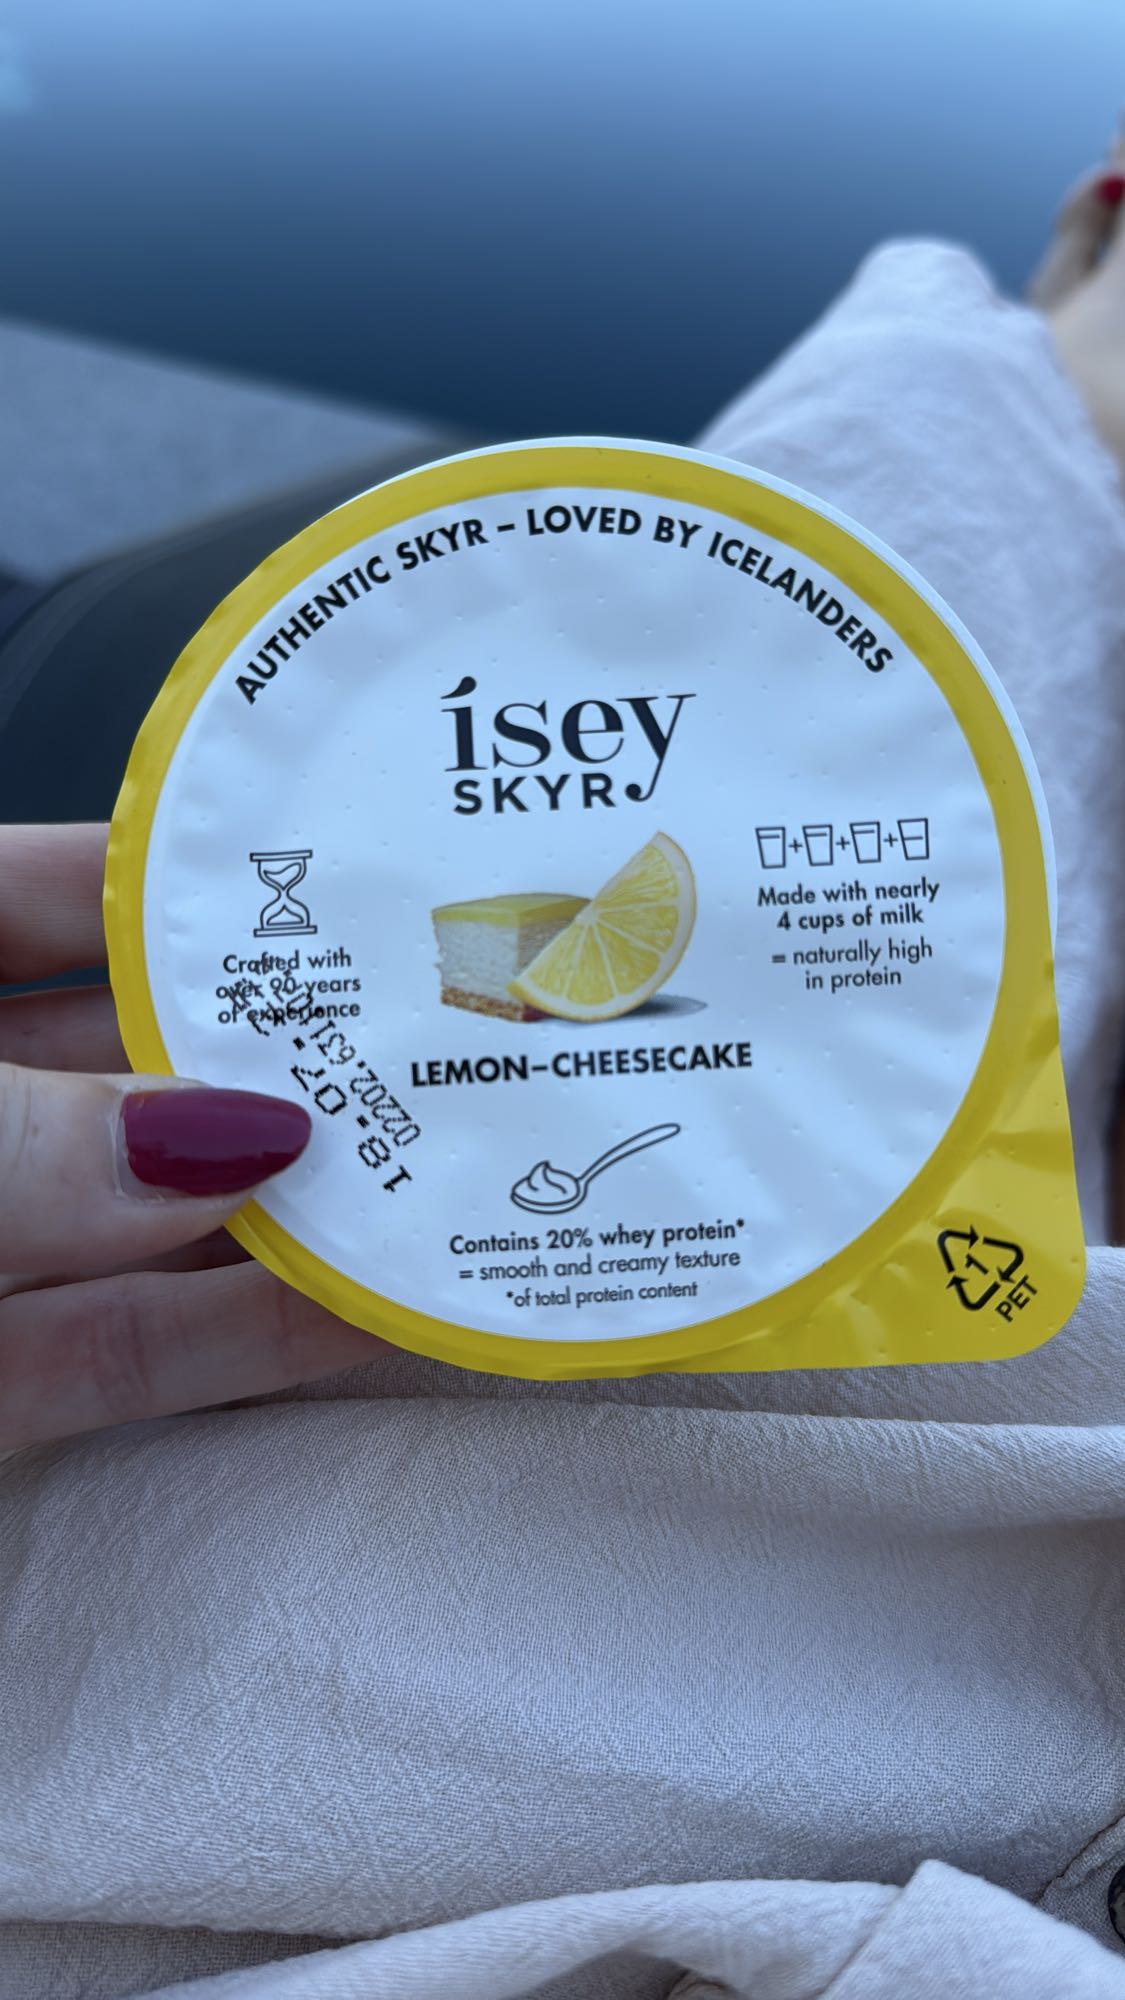 AUTHENTIC SKYR – LOVED BY ICELANDERS
ísey
SKYR
Crafted with
over 90 years
of experience
Made with nearly
4 cups of milk
= naturally high
in protein
LEMON–CHEESECAKE
Contains 20% whey protein*
= smooth and creamy texture
*of total protein content
18.07.
1
PET